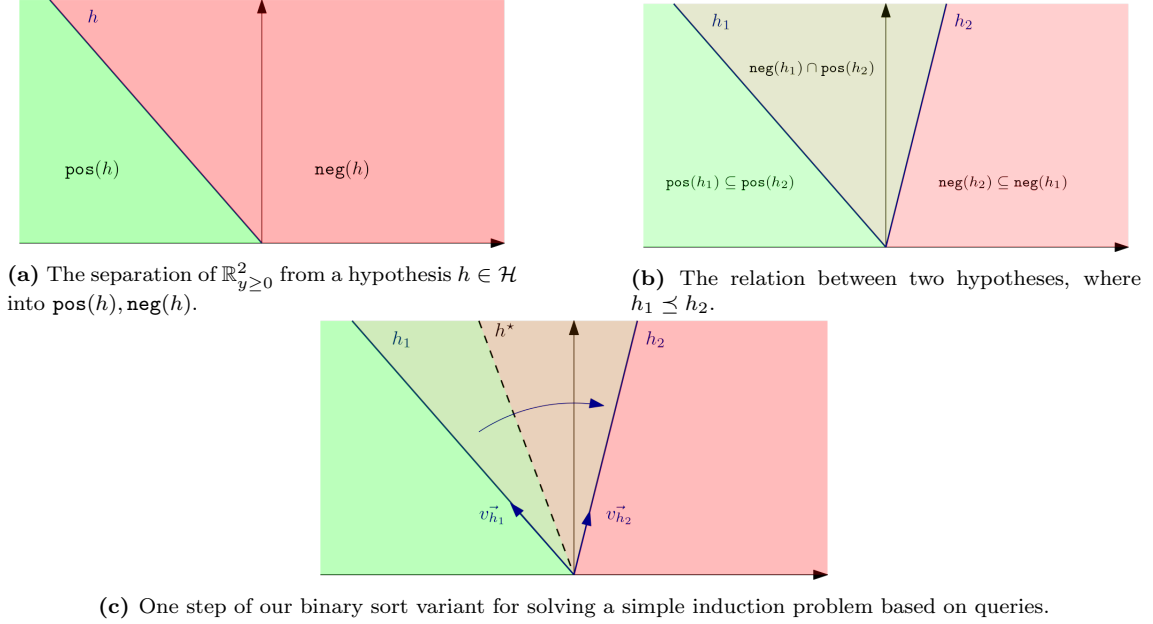 h
pos(h)
neg(h)
(a) The separation of ℝ²_{y≥0} from a hypothesis h ∈ ℋ
into pos(h), neg(h).
h₁
h₂
neg(h₁) ∩ pos(h₂)
pos(h₁) ⊆ pos(h₂)
neg(h₂) ⊆ neg(h₁)
(b) The relation between two hypotheses, where
h₁ ⪯ h₂.
h₁
h⋆
h₂
v⃗_{h₁}
v⃗_{h₂}
(c) One step of our binary sort variant for solving a simple induction problem based on queries.